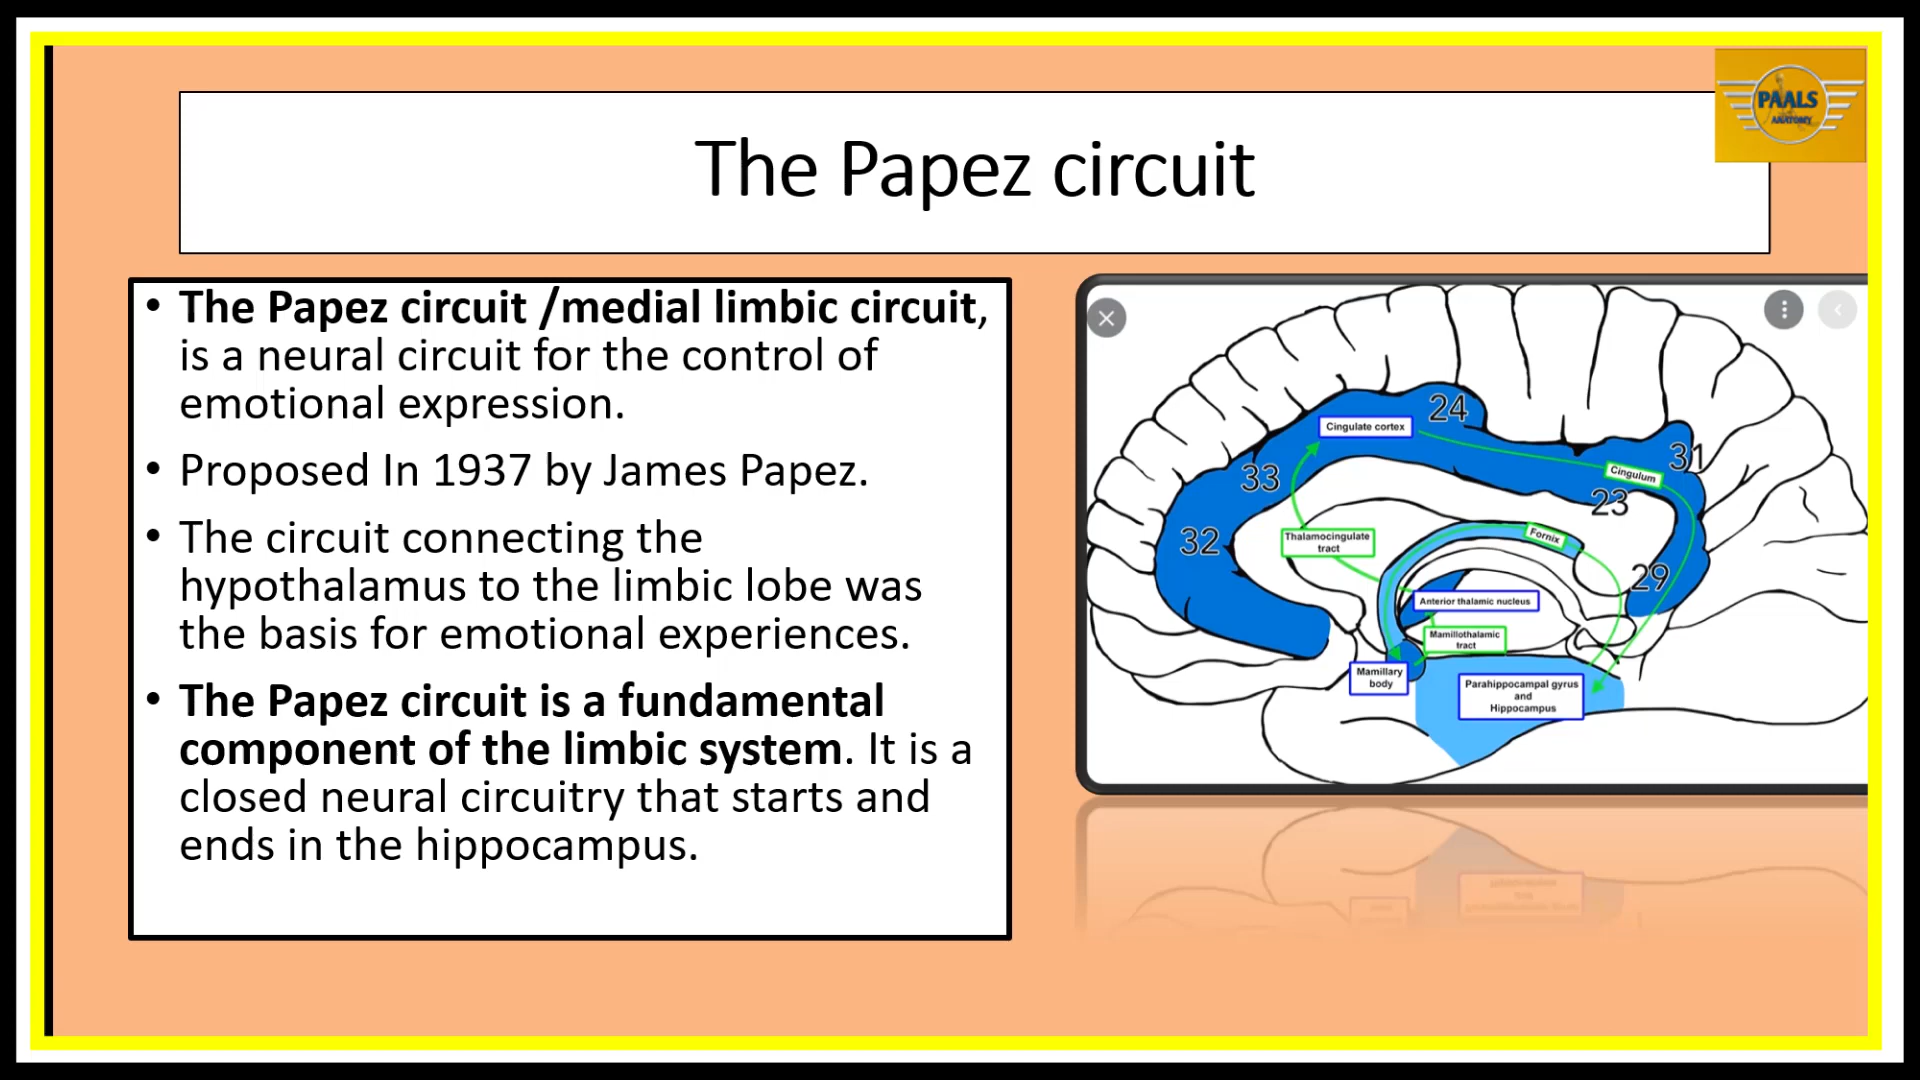 PAALS
ANATOMY
The Papez circuit
• The Papez circuit /medial limbic circuit,
is a neural circuit for the control of
emotional expression.
• Proposed In 1937 by James Papez.
• The circuit connecting the
hypothalamus to the limbic lobe was
the basis for emotional experiences.
• The Papez circuit is a fundamental
component of the limbic system. It is a
closed neural circuitry that starts and
ends in the hippocampus.
24
Cingulate cortex
31
Cingulum
33
23
32
Thalamocingulate
tract
Fornix
29
Anterior thalamic nucleus
Mamillothalamic
tract
Mamillary
body
Parahippocampal gyrus
and
Hippocampus